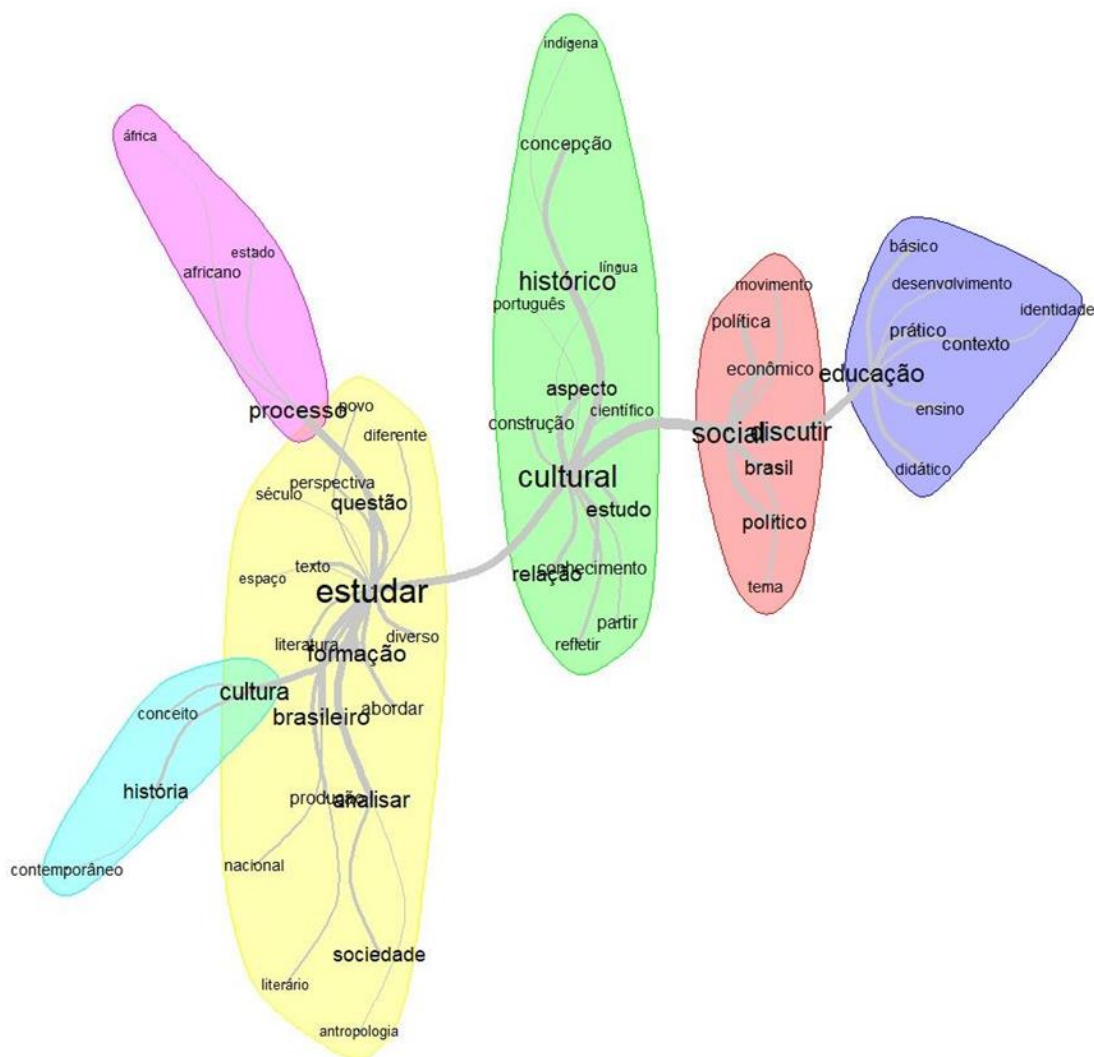 indígena
concepção
histórico
língua
português
aspecto
construção
científico
cultural
estudo
relação
conhecimento
partir
refletir
áfrica
estado
africano
processo
novo
diferente
perspectiva
século
questão
texto
espaço
estudar
diverso
literatura
formação
abordar
brasileiro
produção
analisar
nacional
sociedade
literário
antropologia
cultura
conceito
história
contemporâneo
movimento
política
econômico
social
discutir
brasil
político
tema
básico
desenvolvimento
identidade
prático
contexto
educação
ensino
didático